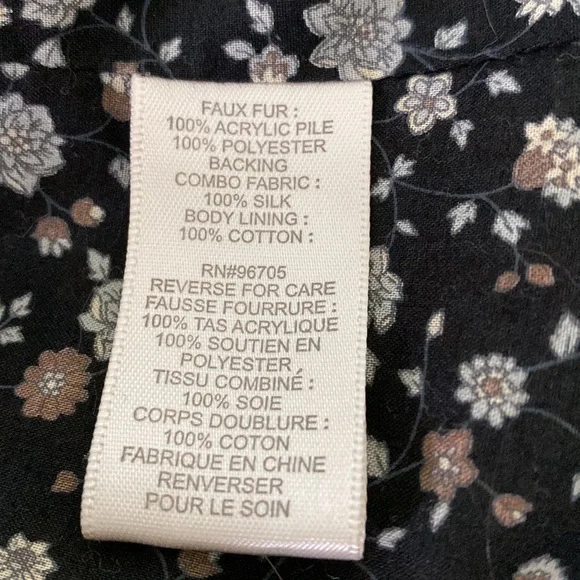 FAUX FUR :
100% ACRYLIC PILE
100% POLYESTER
BACKING
COMBO FABRIC :
100% SILK
BODY LINING :
100% COTTON :
RN#96705
REVERSE FOR CARE
FAUSSE FOURRURE :
100% TAS ACRYLIQUE
100% SOUTIEN EN
POLYESTER
TISSU COMBINÉ :
100% SOIE
CORPS DOUBLURE :
100% COTON
FABRIQUE EN CHINE
RENVERSER
POUR LE SOIN